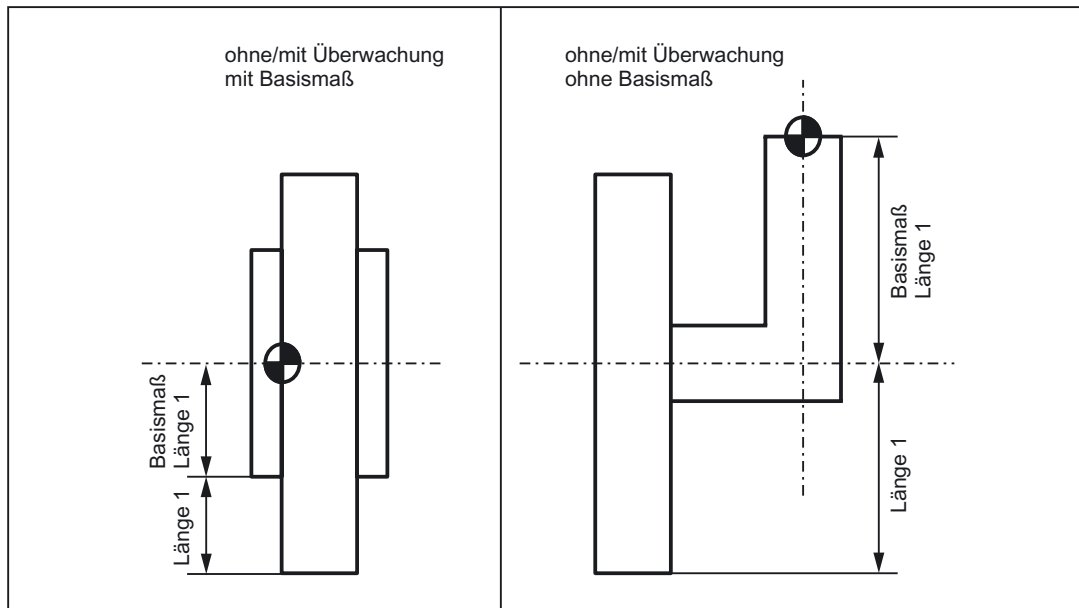 ohne/mit Überwachung
mit Basismaß
Basismaß
Länge 1
Länge 1
ohne/mit Überwachung
ohne Basismaß
Basismaß
Länge 1
Länge 1